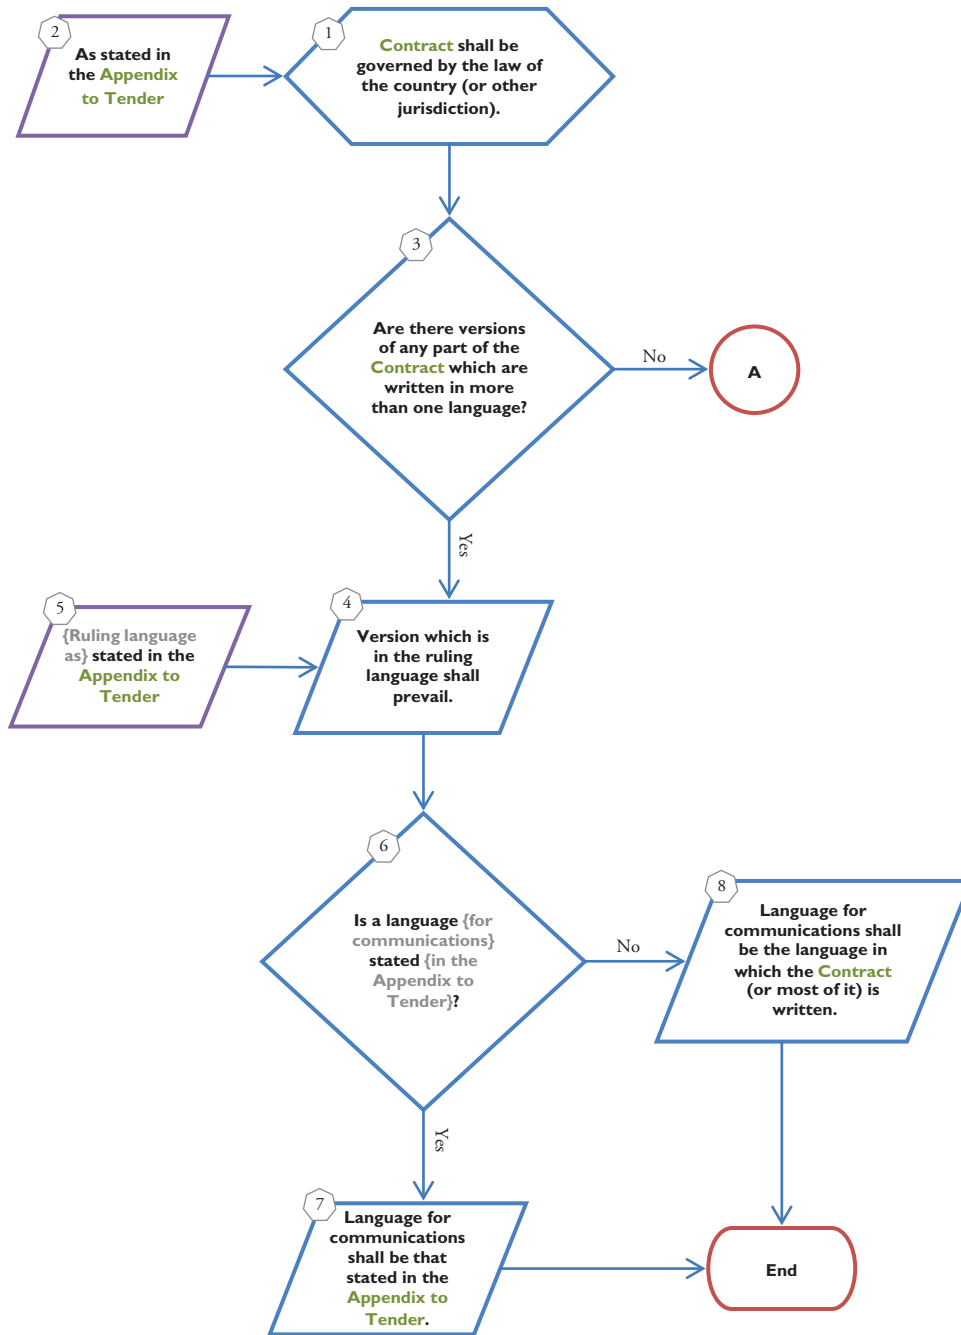 2
As stated in
the Appendix
to Tender
1
Contract shall be
governed by the law of
the country (or other
jurisdiction).
3
Are there versions
of any part of the
Contract which are
written in more
than one language?
No
A
Yes
5
{Ruling language
as} stated in the
Appendix to
Tender
4
Version which is
in the ruling
language shall
prevail.
6
Is a language {for
communications}
stated {in the
Appendix to
Tender}?
No
8
Language for
communications shall
be the language in
which the Contract
(or most of it) is
written.
Yes
7
Language for
communications
shall be that
stated in the
Appendix to
Tender.
End